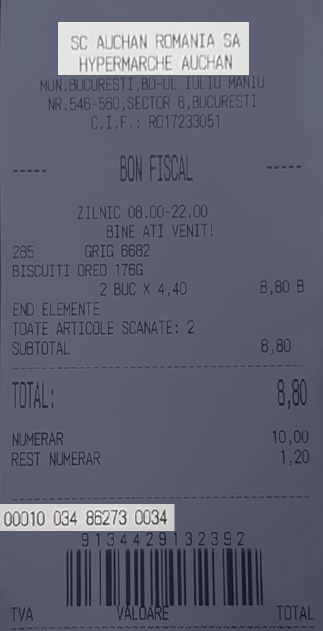 SC AUCHAN ROMANIA SA
HYPERMARCHE AUCHAN
MUN.BUCURESTI,BD-UL IULIU MANIU
NR.546-560,SECTOR 6,BUCURESTI
C.I.F.: RO17233051
----- BON FISCAL -----
ZILNIC 08.00-22.00
BINE ATI VENIT!
285 GRIG 6682
BISCUITI OREO 176G
2 BUC X 4,40 8,80 B
END ELEMENTE
TOATE ARTICOLE SCANATE: 2
SUBTOTAL 8,80
TOTAL: 8,80
NUMERAR 10,00
REST NUMERAR 1,20
00010 034 86273 0034
9134429132392
TVA VALOARE TOTAL